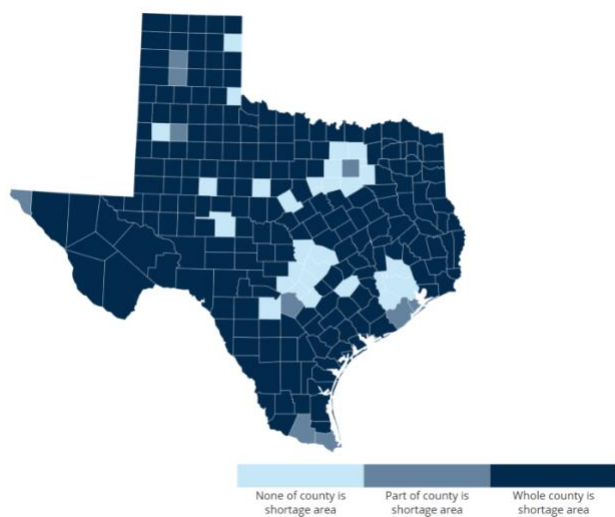 None of county is
shortage area
Part of county is
shortage area
Whole county is
shortage area